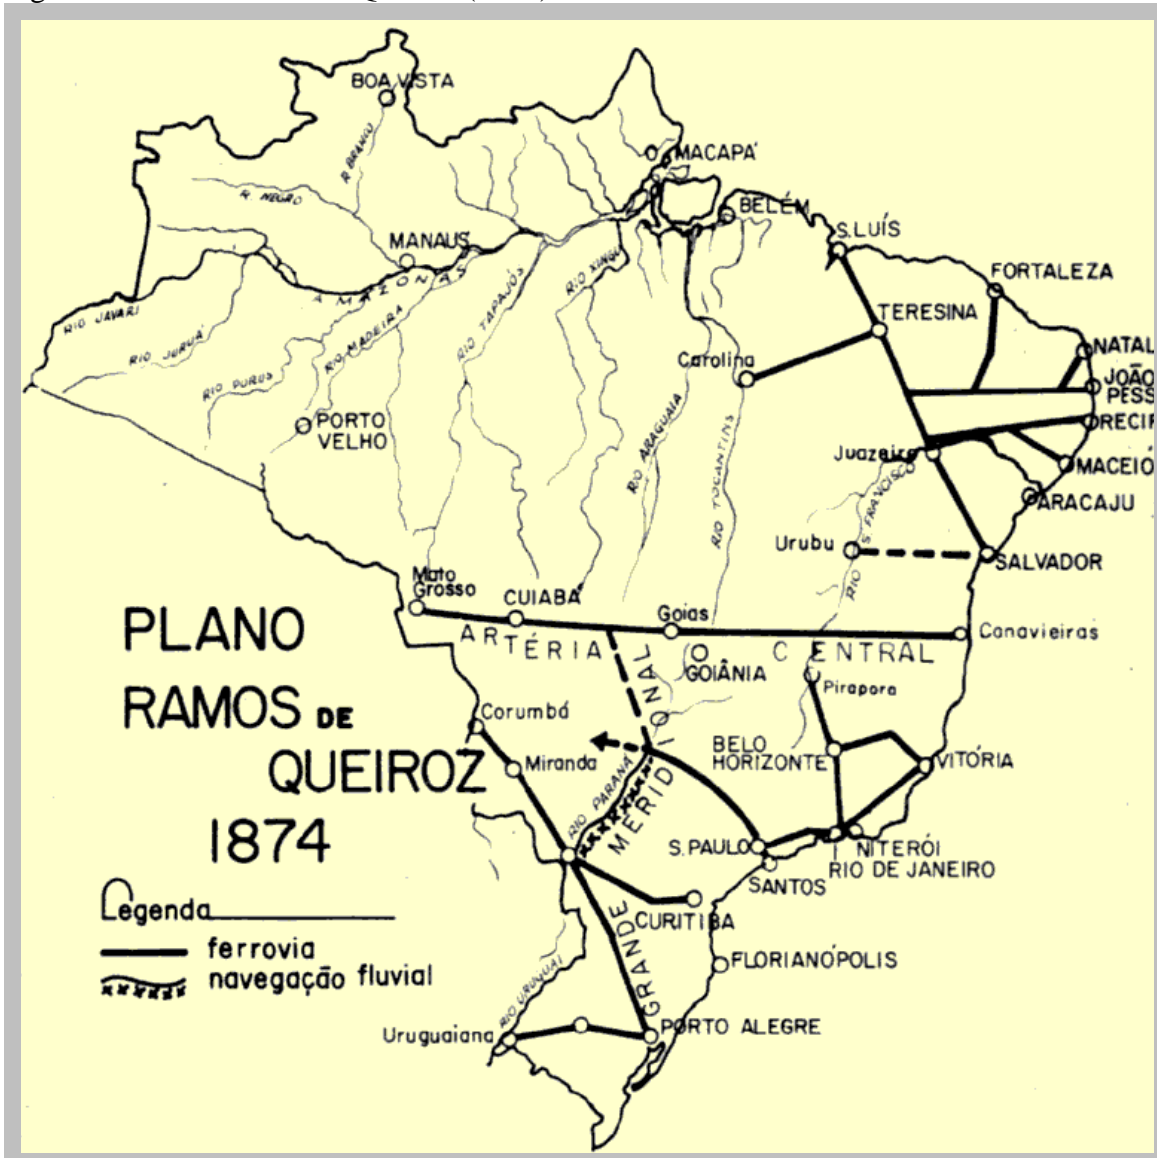 BOA VISTA
R. BRANCO
MACAPÁ
R. NEGRO
BELÉM
S. LUÍS
MANAUS
RIO XINGU
FORTALEZA
AMAZONAS
RIO JAVARI
RIO TAPAJÓS
TERESINA
RIO MADEIRA
RIO JURUÁ
NATAL
Carolina
RIO PURUS
JOÃO
PESS
RIO ARAGUAIA
PORTO
VELHO
RECIF
RIO TOCANTINS
Juazeiro
MACEIÓ
RIO S. FRANCISCO
ARACAJU
Urubu
SALVADOR
Mato
Grosso
CUIABÁ
Goias
Canavieiras
ARTÉRIA CENTRAL
GOIÂNIA
Pirapora
PLANO
RAMOS DE
QUEIROZ
1874
Corumbá
Miranda
BELO
HORIZONTE
VITÓRIA
RIO PARANÁ
GRANDE MERIDIONAL
S. PAULO
NITERÓI
RIO DE JANEIRO
SANTOS
CURITIBA
FLORIANÓPOLIS
RIO URUGUAI
Uruguaiana
PORTO ALEGRE
Legenda
ferrovia
navegação fluvial